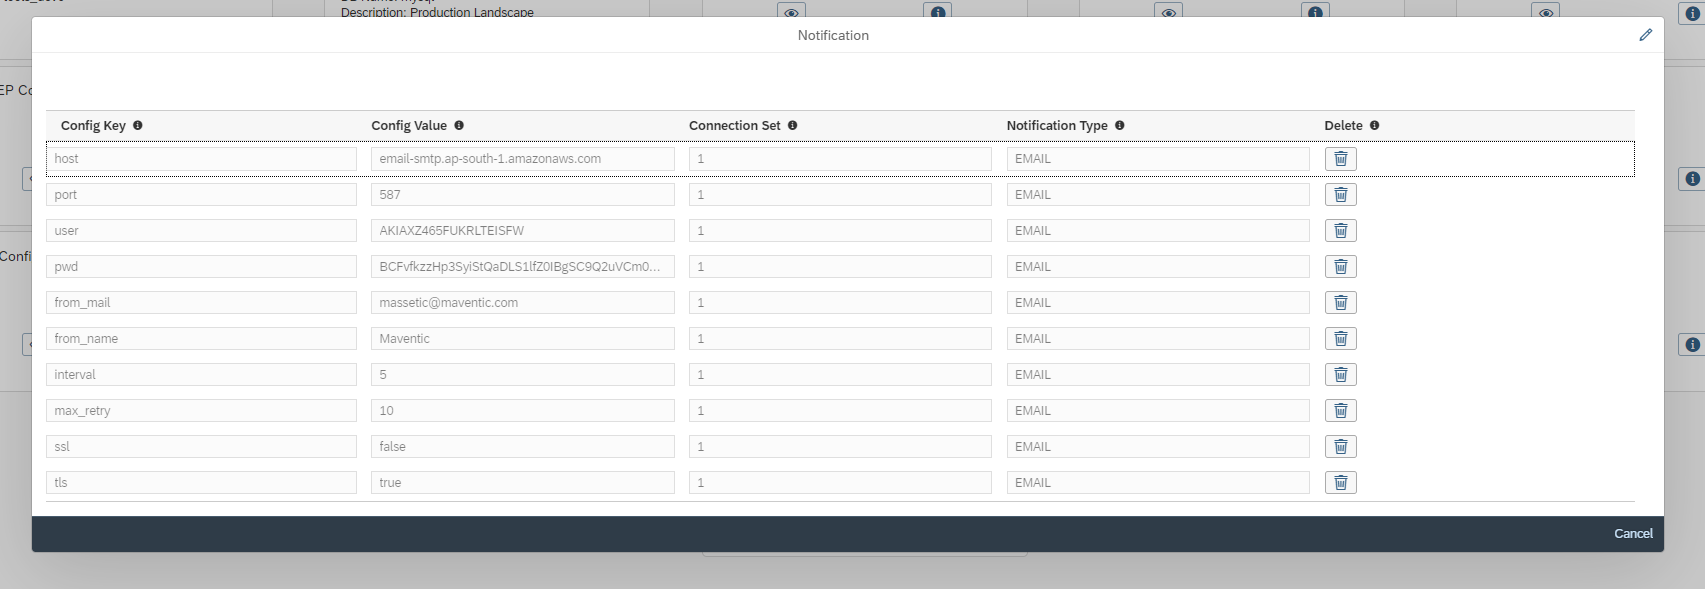 Description: Production Landscape
Notification
EP Co
Config Key Config Value Connection Set Notification Type Delete
host email-smtp.ap-south-1.amazonaws.com 1 EMAIL
port 587 1 EMAIL
user AKIAXZ465FUKRLTEISFW 1 EMAIL
Confi
pwd BCFvfkzzHp3SyiStQaDLS1lfZ0IBgSC9Q2uVCm0... 1 EMAIL
from_mail massetic@maventic.com 1 EMAIL
from_name Maventic 1 EMAIL
interval 5 1 EMAIL
max_retry 10 1 EMAIL
ssl false 1 EMAIL
tls true 1 EMAIL
Cancel